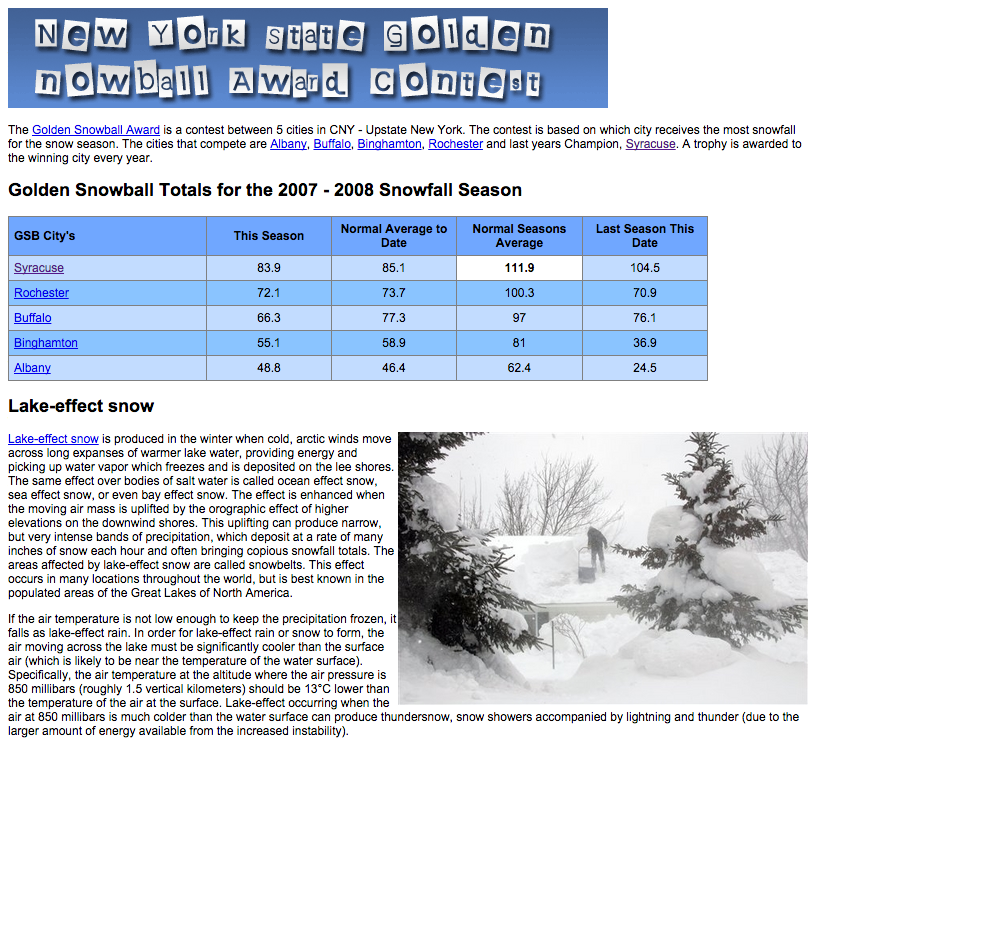 New York State Golden
nowball Award Contest
The Golden Snowball Award is a contest between 5 cities in CNY - Upstate New York. The contest is based on which city receives the most snowfall
for the snow season. The cities that compete are Albany, Buffalo, Binghamton, Rochester and last years Champion, Syracuse. A trophy is awarded to
the winning city every year.
Golden Snowball Totals for the 2007 - 2008 Snowfall Season
GSB City's This Season Normal Average to Date Normal Seasons Average Last Season This Date
Syracuse 83.9 85.1 111.9 104.5
Rochester 72.1 73.7 100.3 70.9
Buffalo 66.3 77.3 97 76.1
Binghamton 55.1 58.9 81 36.9
Albany 48.8 46.4 62.4 24.5
Lake-effect snow
Lake-effect snow is produced in the winter when cold, arctic winds move
across long expanses of warmer lake water, providing energy and
picking up water vapor which freezes and is deposited on the lee shores.
The same effect over bodies of salt water is called ocean effect snow,
sea effect snow, or even bay effect snow. The effect is enhanced when
the moving air mass is uplifted by the orographic effect of higher
elevations on the downwind shores. This uplifting can produce narrow,
but very intense bands of precipitation, which deposit at a rate of many
inches of snow each hour and often bringing copious snowfall totals. The
areas affected by lake-effect snow are called snowbelts. This effect
occurs in many locations throughout the world, but is best known in the
populated areas of the Great Lakes of North America.
If the air temperature is not low enough to keep the precipitation frozen, it
falls as lake-effect rain. In order for lake-effect rain or snow to form, the
air moving across the lake must be significantly cooler than the surface
air (which is likely to be near the temperature of the water surface).
Specifically, the air temperature at the altitude where the air pressure is
850 millibars (roughly 1.5 vertical kilometers) should be 13°C lower than
the temperature of the air at the surface. Lake-effect occurring when the
air at 850 millibars is much colder than the water surface can produce thundersnow, snow showers accompanied by lightning and thunder (due to the
larger amount of energy available from the increased instability).